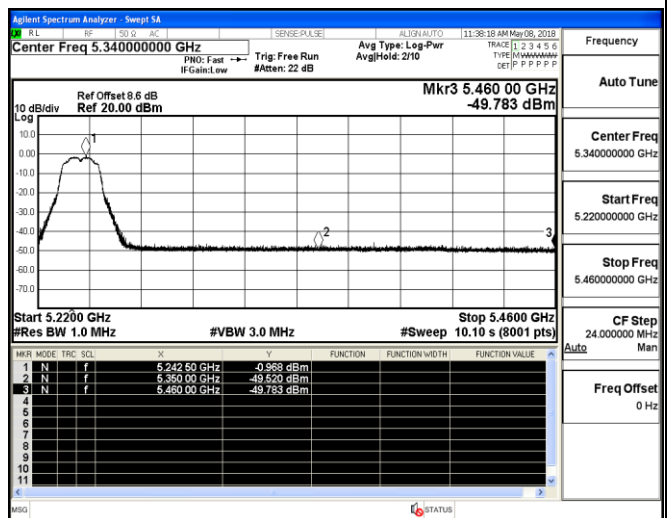 Agilent Spectrum Analyzer - Swept SA
RL RF 50 Ω AC SENSE:PULSE ALIGN AUTO 11:38:18 AM May 08, 2018
Center Freq 5.340000000 GHz
PNO: Fast
IFGain:Low
Trig: Free Run
#Atten: 22 dB
Avg Type: Log-Pwr
Avg|Hold: 2/10
TRACE 1 2 3 4 5 6
TYPE M
DET P P P P P P
Ref Offset 8.6 dB
10 dB/div Ref 20.00 dBm
Log
Mkr3 5.460 00 GHz
-49.783 dBm
10.0
0.00
-10.0
-20.0
-30.0
-40.0
-50.0
-60.0
-70.0
1
2
3
Start 5.2200 GHz Stop 5.4600 GHz
#Res BW 1.0 MHz #VBW 3.0 MHz #Sweep 10.10 s (8001 pts)
MKR MODE TRC SCL X Y FUNCTION FUNCTION WIDTH FUNCTION VALUE
1 N f 5.242 50 GHz -0.968 dBm
2 N f 5.350 00 GHz -49.520 dBm
3 N f 5.460 00 GHz -49.783 dBm
4
5
6
7
8
9
10
11
MSG STATUS
Frequency
Auto Tune
Center Freq
5.340000000 GHz
Start Freq
5.220000000 GHz
Stop Freq
5.460000000 GHz
CF Step
24.000000 MHz
Auto Man
Freq Offset
0 Hz